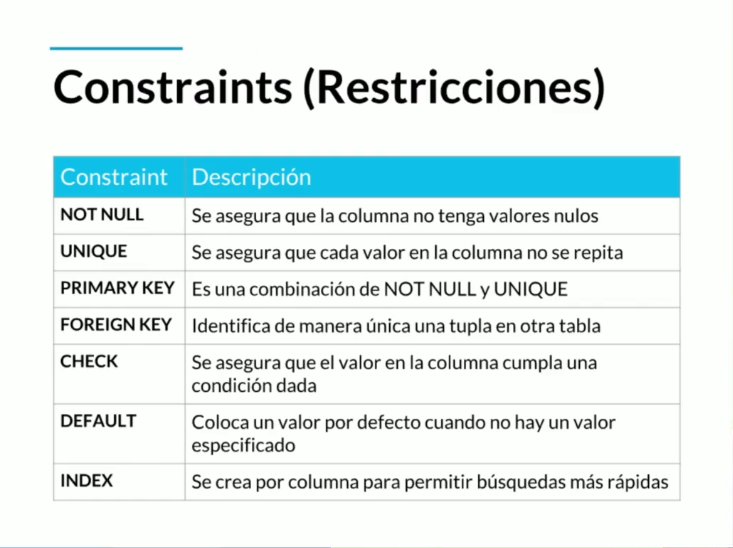 Constraints (Restricciones)
Constraint Descripción
NOT NULL Se asegura que la columna no tenga valores nulos
UNIQUE Se asegura que cada valor en la columna no se repita
PRIMARY KEY Es una combinación de NOT NULL y UNIQUE
FOREIGN KEY Identifica de manera única una tupla en otra tabla
CHECK Se asegura que el valor en la columna cumpla una
condición dada
DEFAULT Coloca un valor por defecto cuando no hay un valor
especificado
INDEX Se crea por columna para permitir búsquedas más rápidas